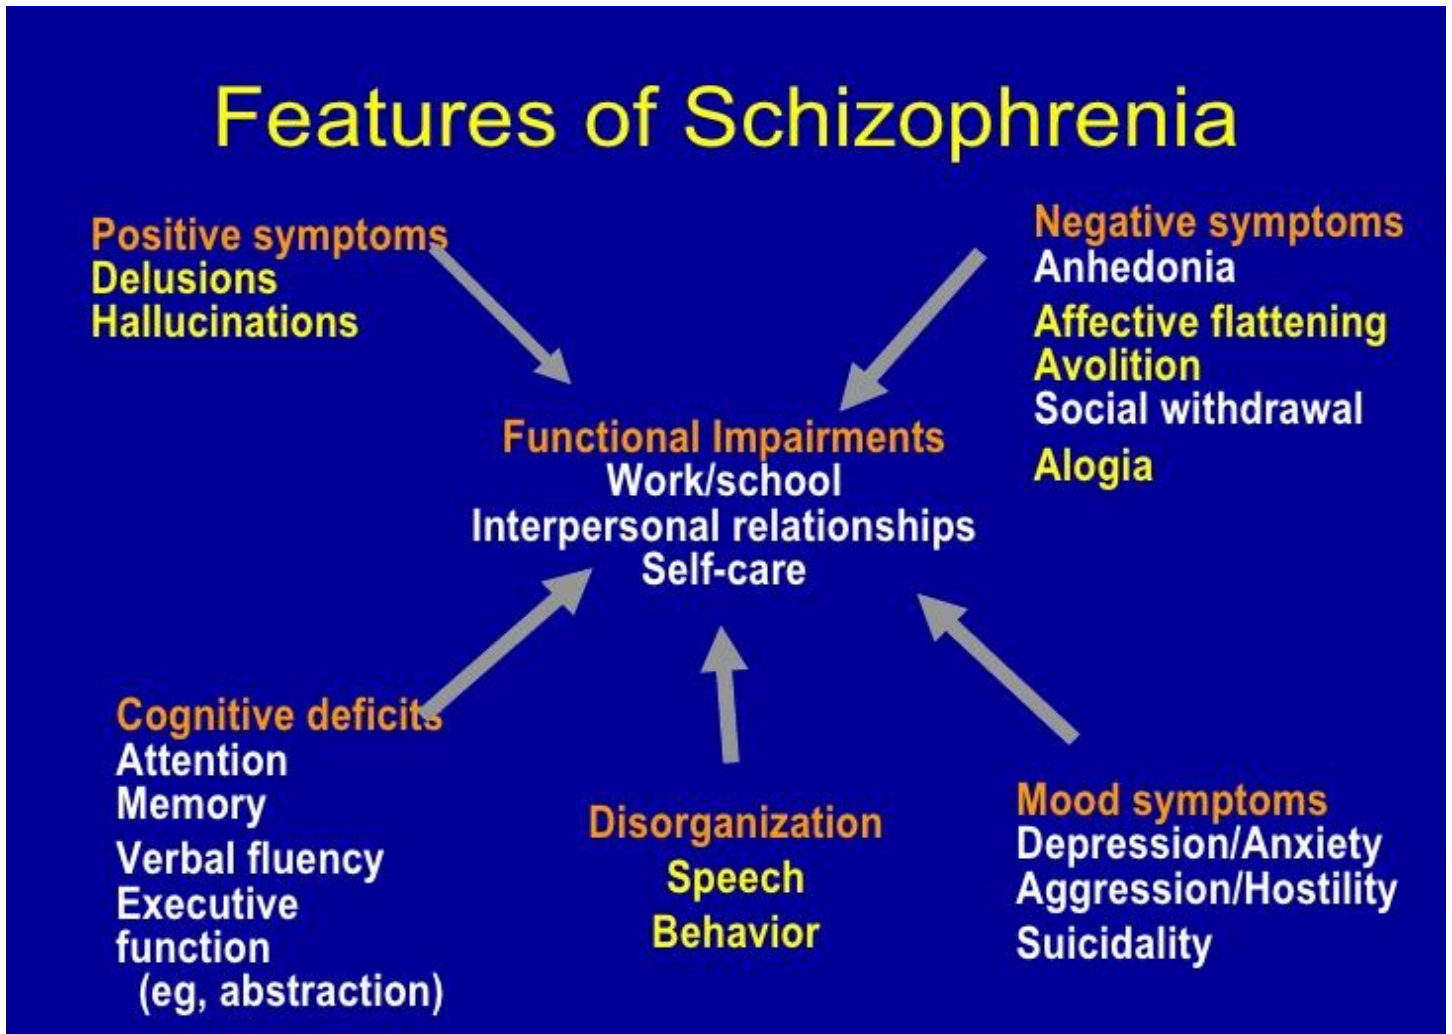 Features of Schizophrenia
Positive symptoms
Delusions
Hallucinations
Negative symptoms
Anhedonia
Affective flattening
Avolition
Social withdrawal
Alogia
Functional Impairments
Work/school
Interpersonal relationships
Self-care
Cognitive deficits
Attention
Memory
Verbal fluency
Executive
function
(eg, abstraction)
Disorganization
Speech
Behavior
Mood symptoms
Depression/Anxiety
Aggression/Hostility
Suicidality